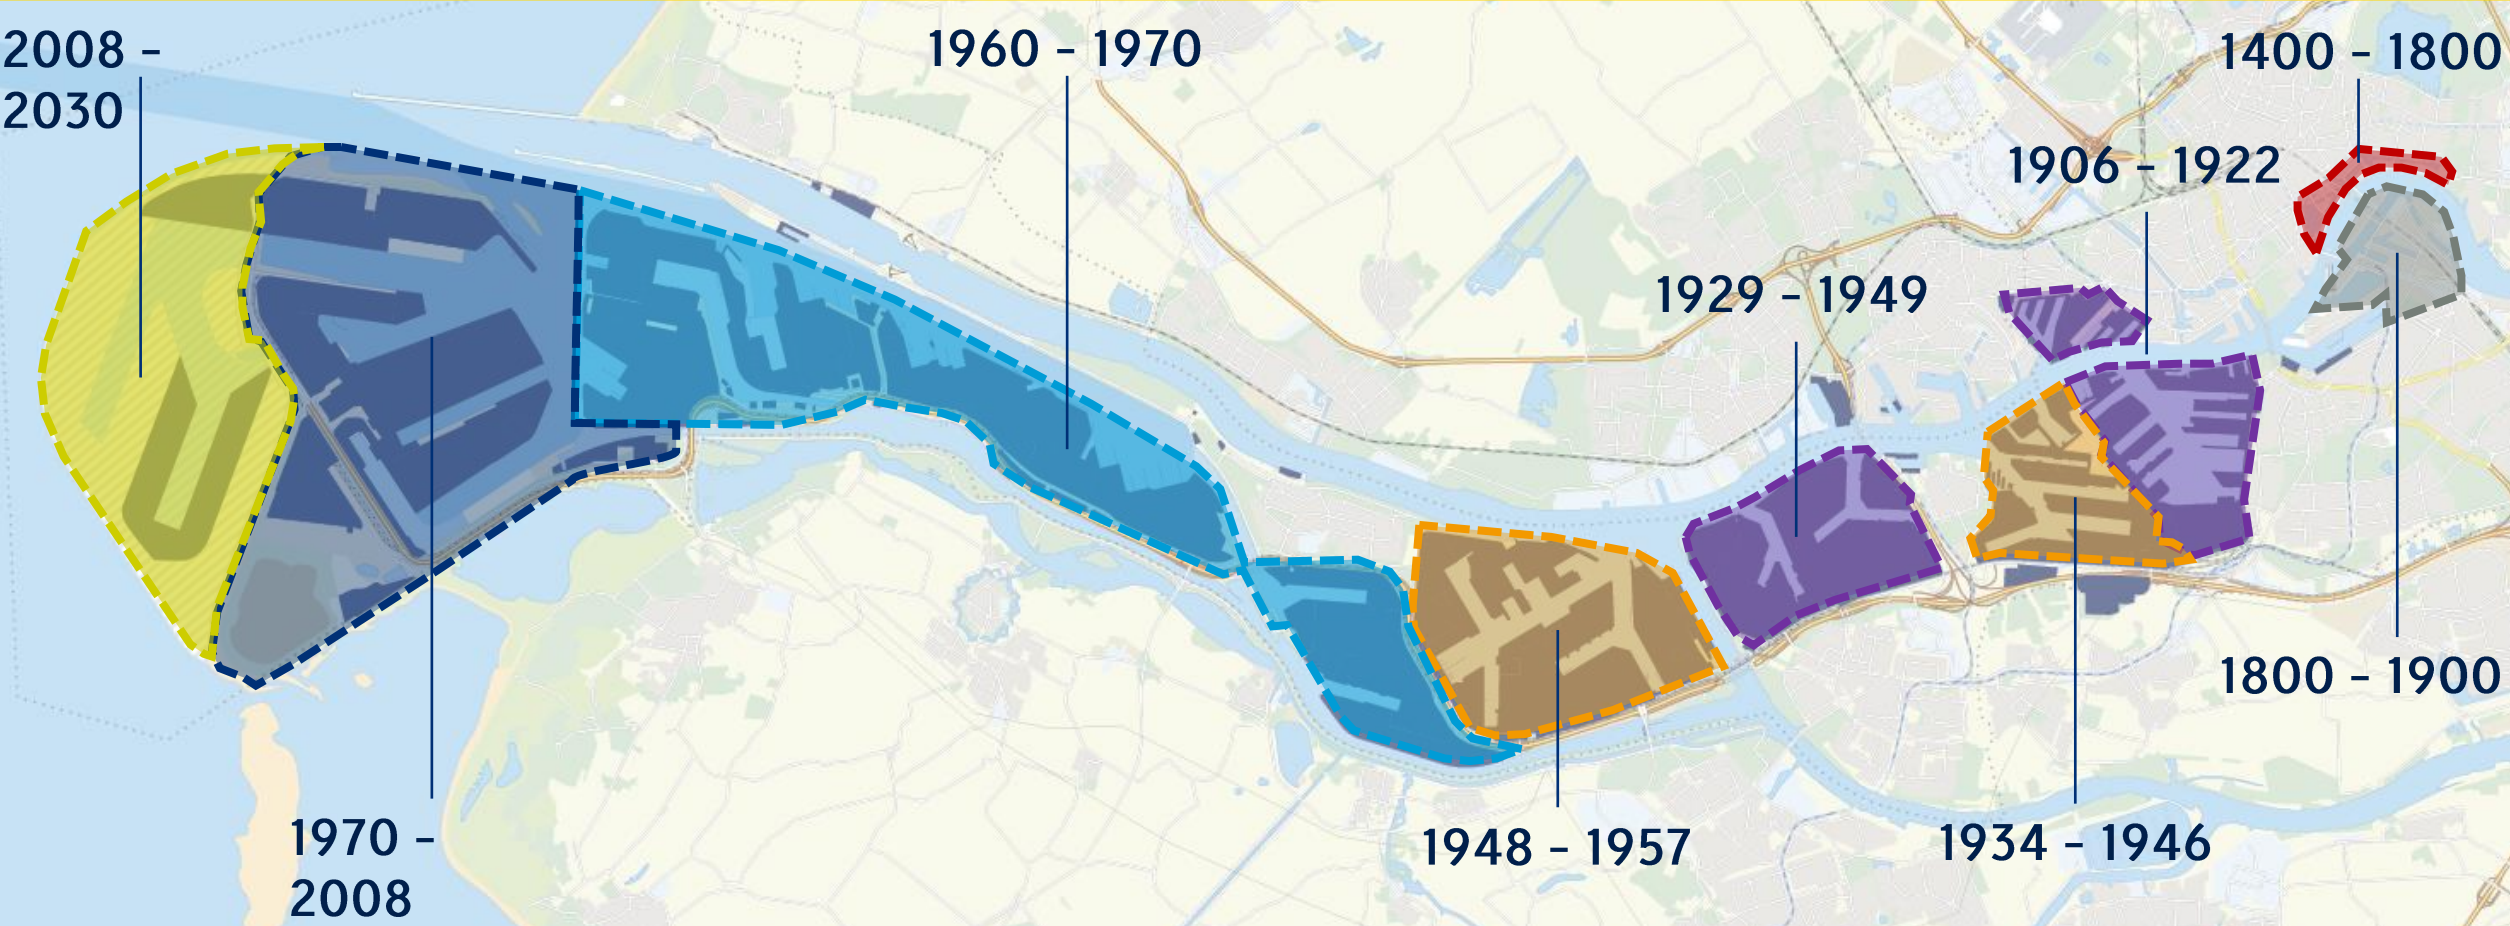 2008 –
2030
1960 – 1970
1400 – 1800
1906 – 1922
1929 – 1949
1800 – 1900
1970 –
2008
1948 – 1957
1934 – 1946